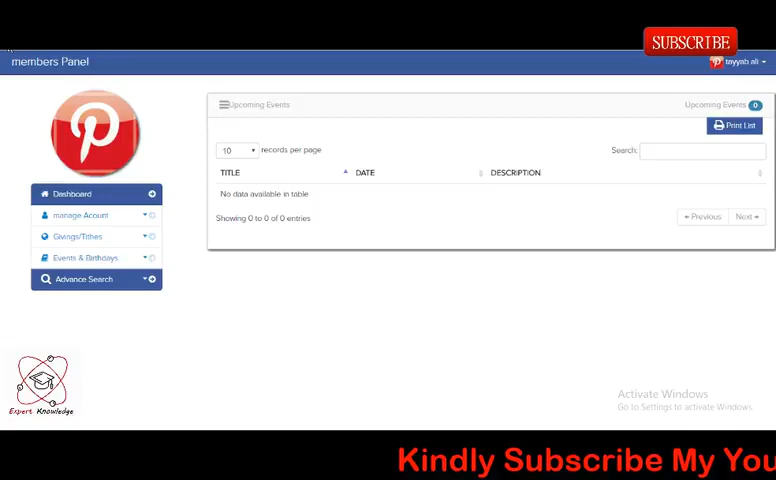 SUBSCRIBE
members Panel
tayyab ali
Upcoming Events
Upcoming Events 0
Print List
10 records per page
Search:
TITLE DATE DESCRIPTION
No data available in table
Showing 0 to 0 of 0 entries
Previous Next
Dashboard
manage Acount
Givings/Tithes
Events & Birthdays
Advance Search
Expert Knowledge
Activate Windows
Go to Settings to activate Windows.
Kindly Subscribe My You